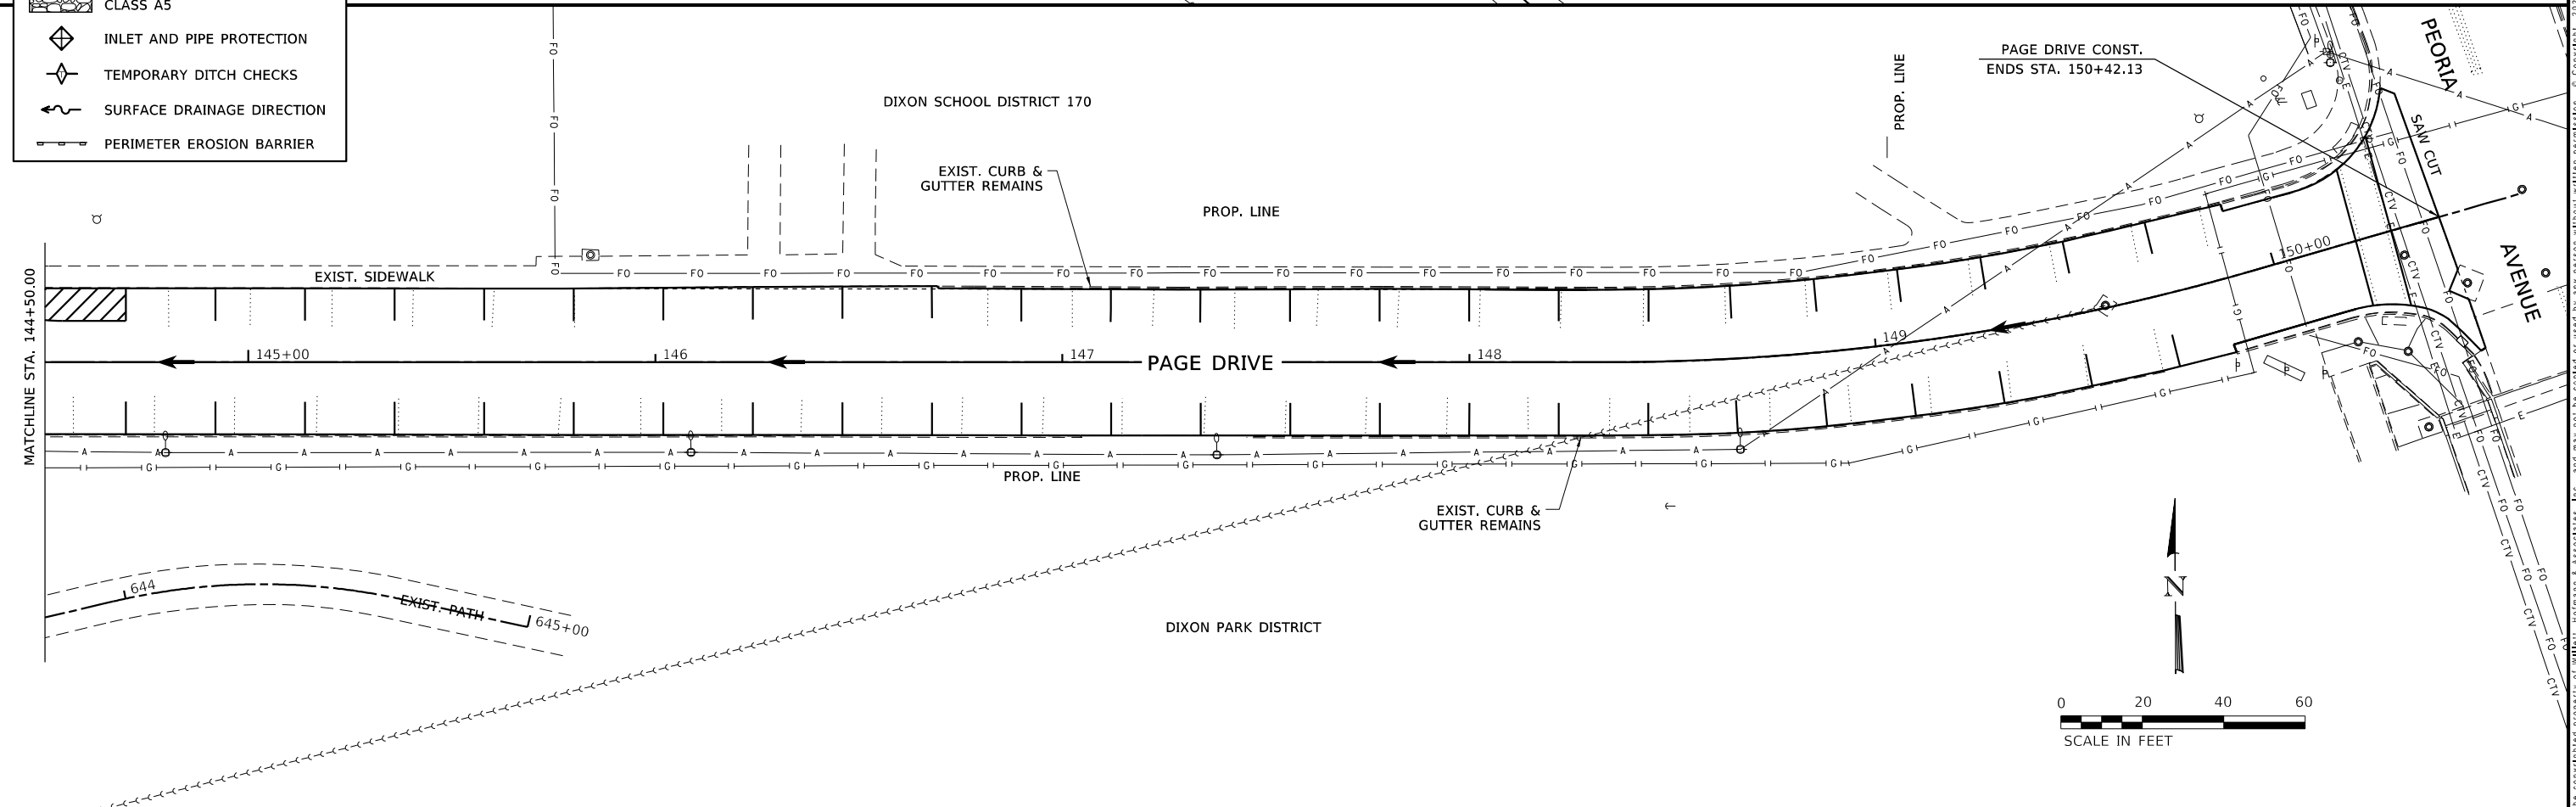 CLASS A5
INLET AND PIPE PROTECTION
TEMPORARY DITCH CHECKS
SURFACE DRAINAGE DIRECTION
PERIMETER EROSION BARRIER
DIXON SCHOOL DISTRICT 170
EXIST. CURB &
GUTTER REMAINS
PROP. LINE
PROP. LINE
PAGE DRIVE CONST.
ENDS STA. 150+42.13
PEORIA
AVENUE
SAW CUT
EXIST. SIDEWALK
MATCHLINE STA. 144+50.00
145+00
146
147
148
149
150+00
PAGE DRIVE
PROP. LINE
EXIST. CURB &
GUTTER REMAINS
644
EXIST. PATH
645+00
DIXON PARK DISTRICT
N
0 20 40 60
SCALE IN FEET